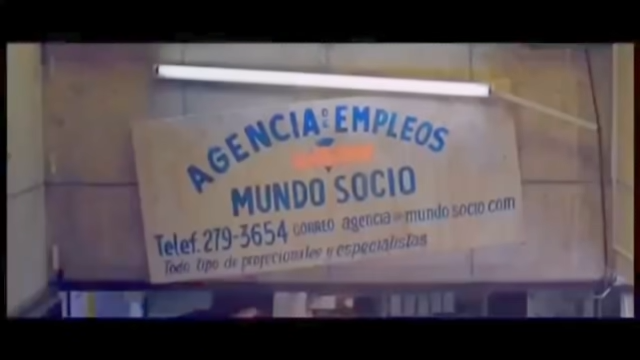 AGENCIA DE EMPLEOS
MUNDO SOCIO
Telef. 279-3654 CORREO agencia@mundosocio.com
Todo tipo de profecionales y especialistas